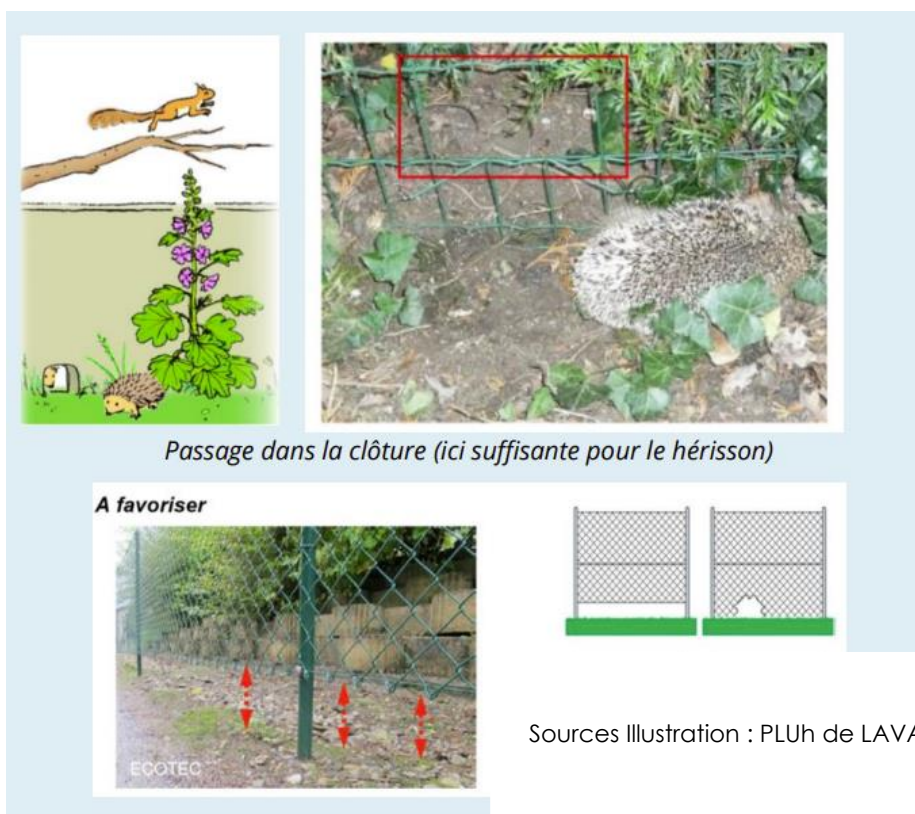 Passage dans la clôture (ici suffisante pour le hérisson)
A favoriser
ECOTEC
Sources Illustration : PLUh de LAVA